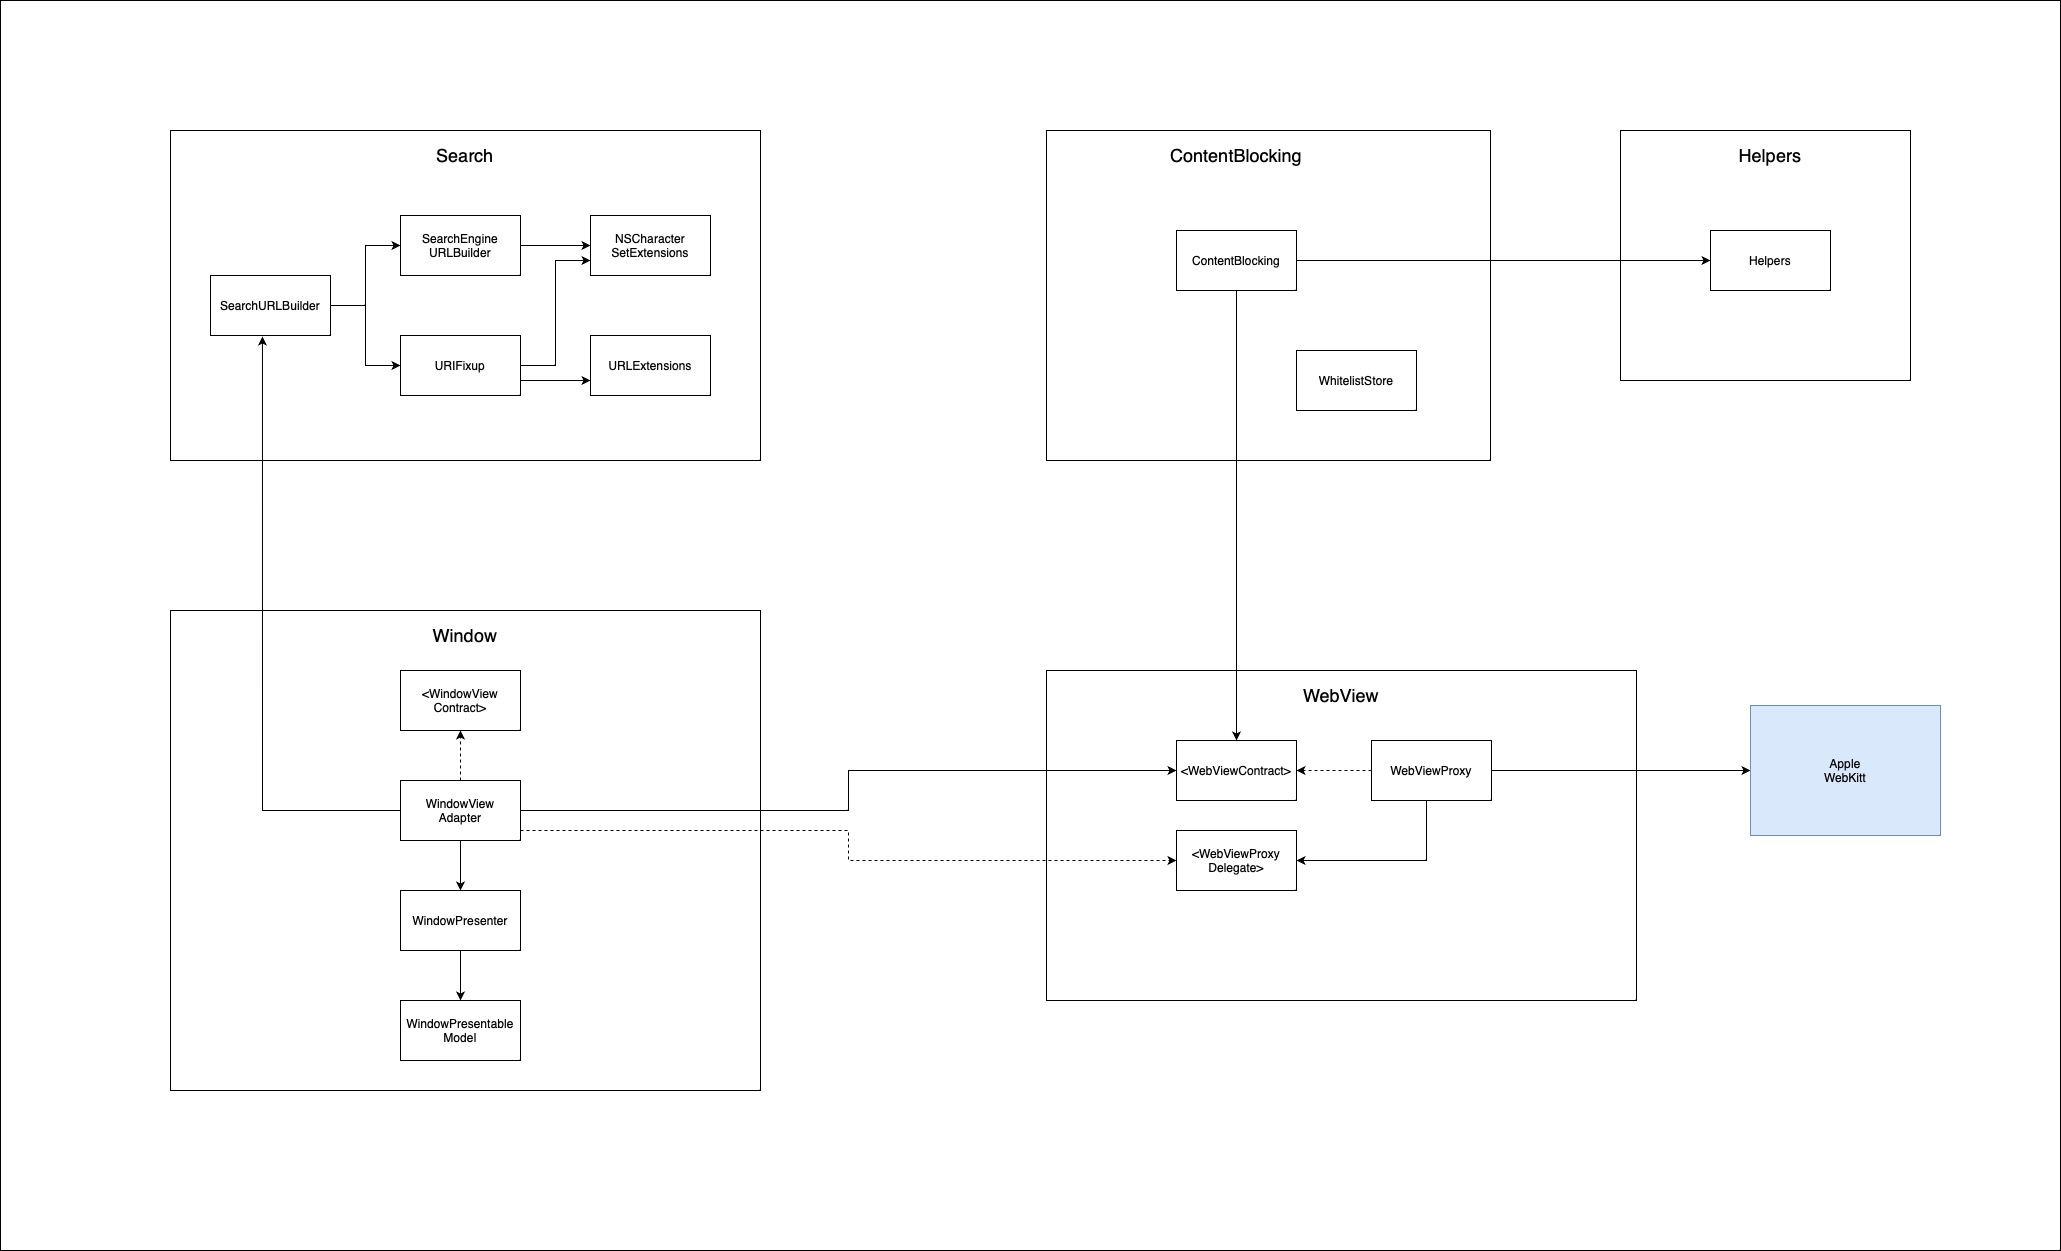 Search
SearchEngine
URLBuilder
NSCharacter
SetExtensions
SearchURLBuilder
URIFixup
URLExtensions
ContentBlocking
ContentBlocking
WhitelistStore
Helpers
Helpers
Window
<WindowView
Contract>
WindowView
Adapter
WindowPresenter
WindowPresentable
Model
WebView
<WebViewContract>
WebViewProxy
<WebViewProxy
Delegate>
Apple
WebKitt